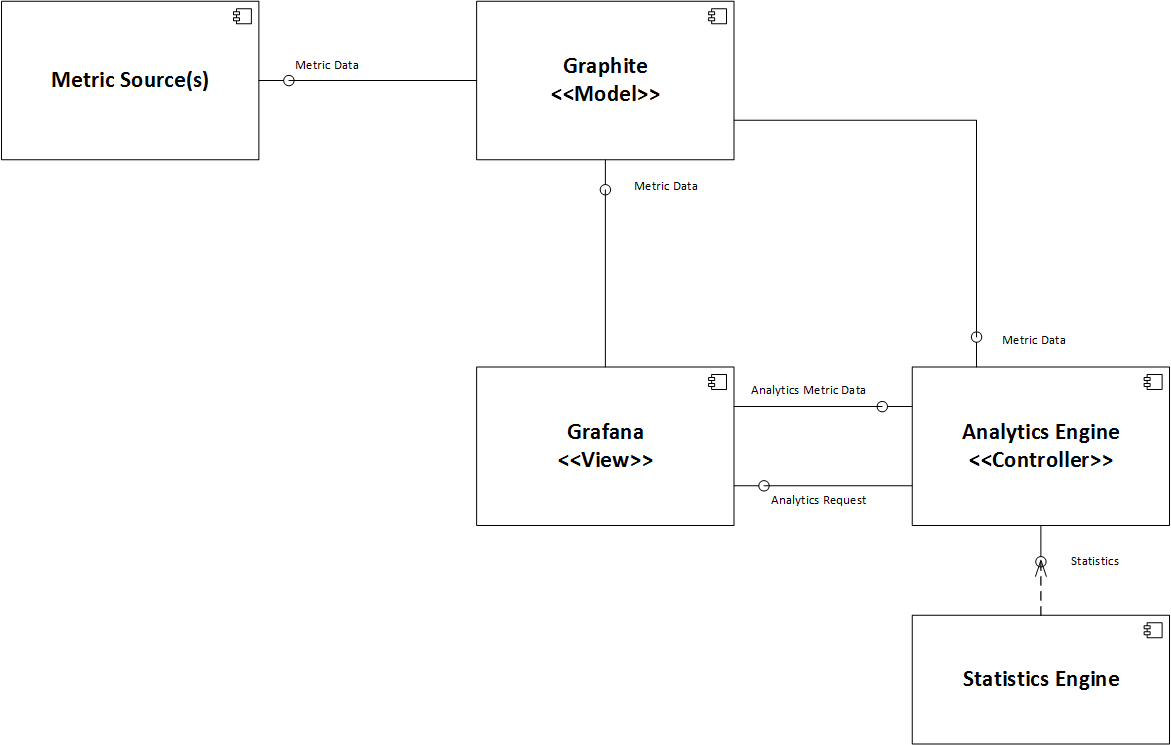 Metric Source(s)
Metric Data
Graphite
<<Model>>
Metric Data
Metric Data
Grafana
<<View>>
Analytics Metric Data
Analytics Request
Analytics Engine
<<Controller>>
Statistics
Statistics Engine